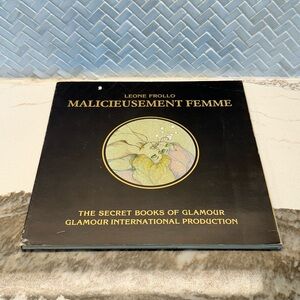 LEONE FROLLO
MALICIEUSEMENT FEMME
THE SECRET BOOKS OF GLAMOUR
GLAMOUR INTERNATIONAL PRODUCTION